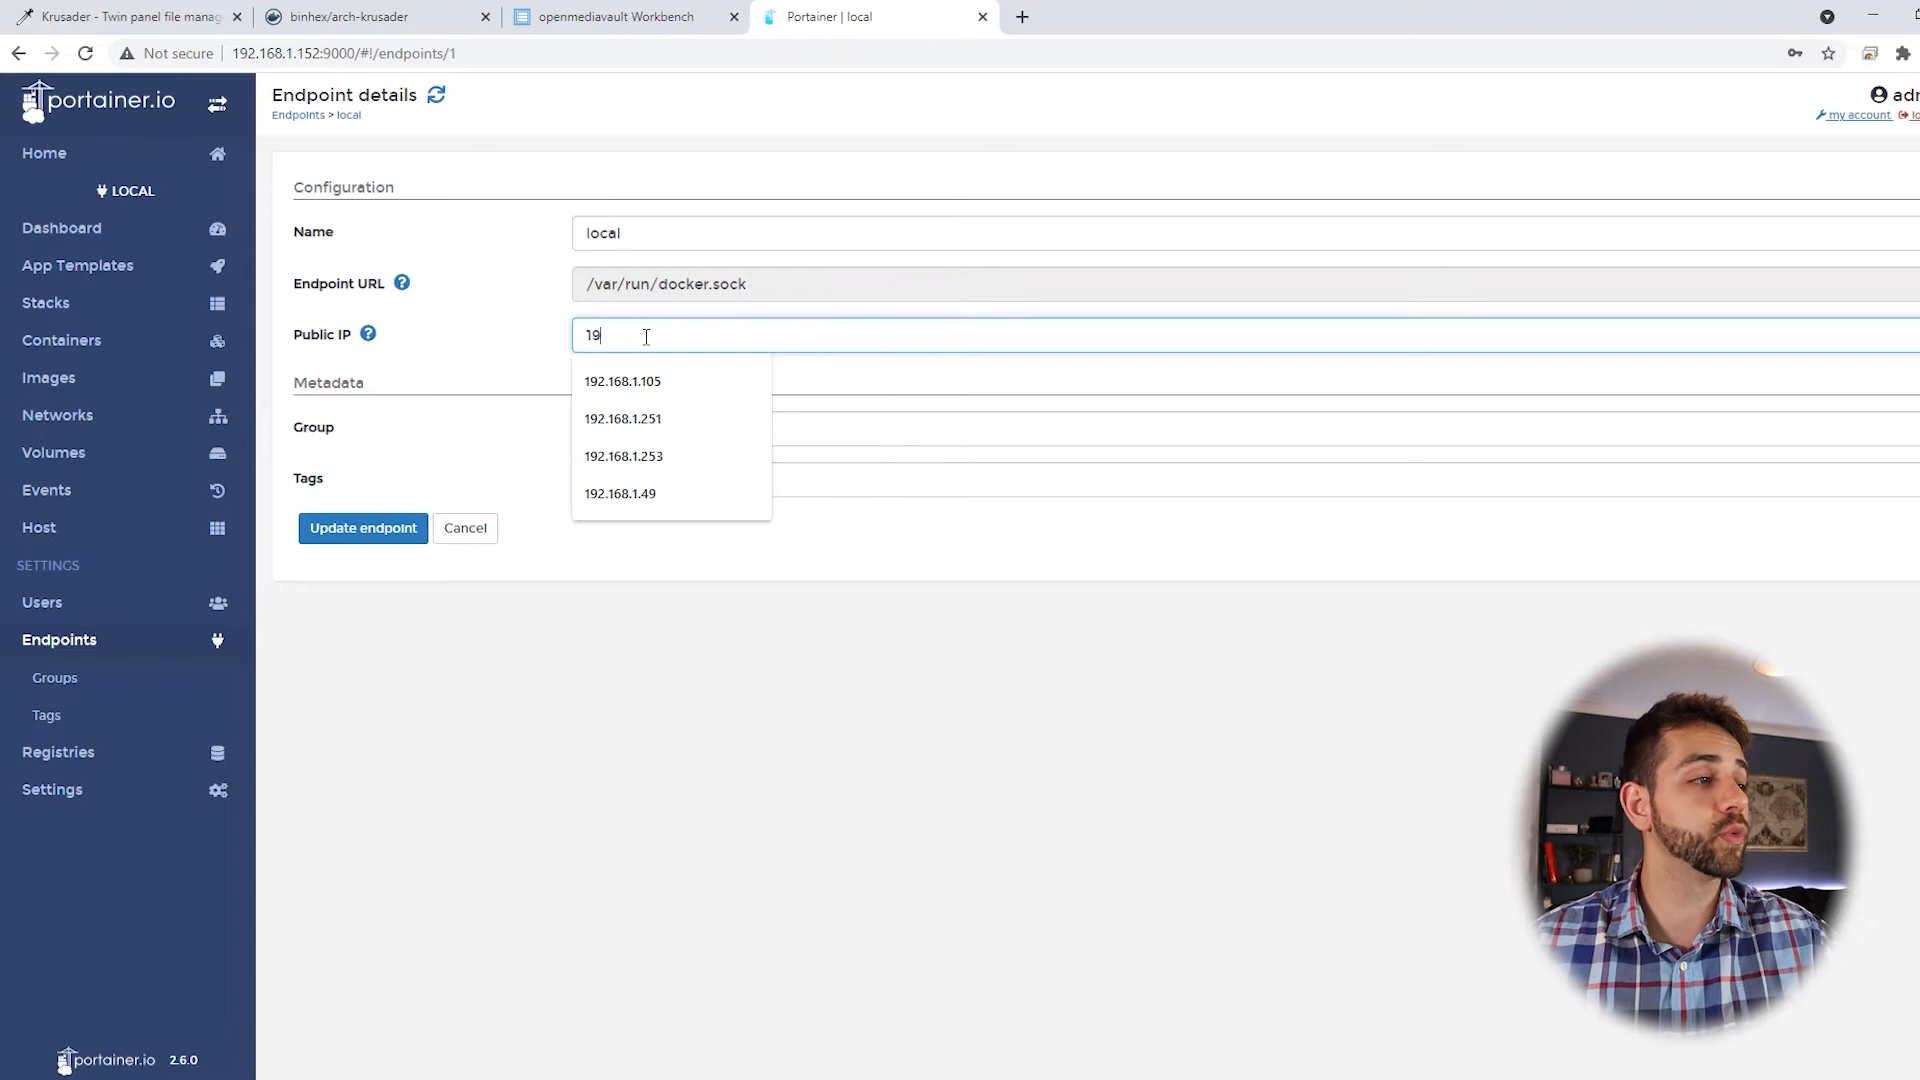 Krusader - Twin panel file manag
binhex/arch-krusader
openmediavault Workbench
Portainer | local
Not secure
192.168.1.152:9000/#!/endpoints/1
portainer.io
Endpoint details
Endpoints > local
adr
my account
lo
Home
LOCAL
Dashboard
App Templates
Stacks
Containers
Images
Networks
Volumes
Events
Host
SETTINGS
Users
Endpoints
Groups
Tags
Registries
Settings
portainer.io 2.6.0
Configuration
Name
local
Endpoint URL
/var/run/docker.sock
Public IP
19
192.168.1.105
192.168.1.251
192.168.1.253
192.168.1.49
Metadata
Group
Tags
Update endpoint
Cancel